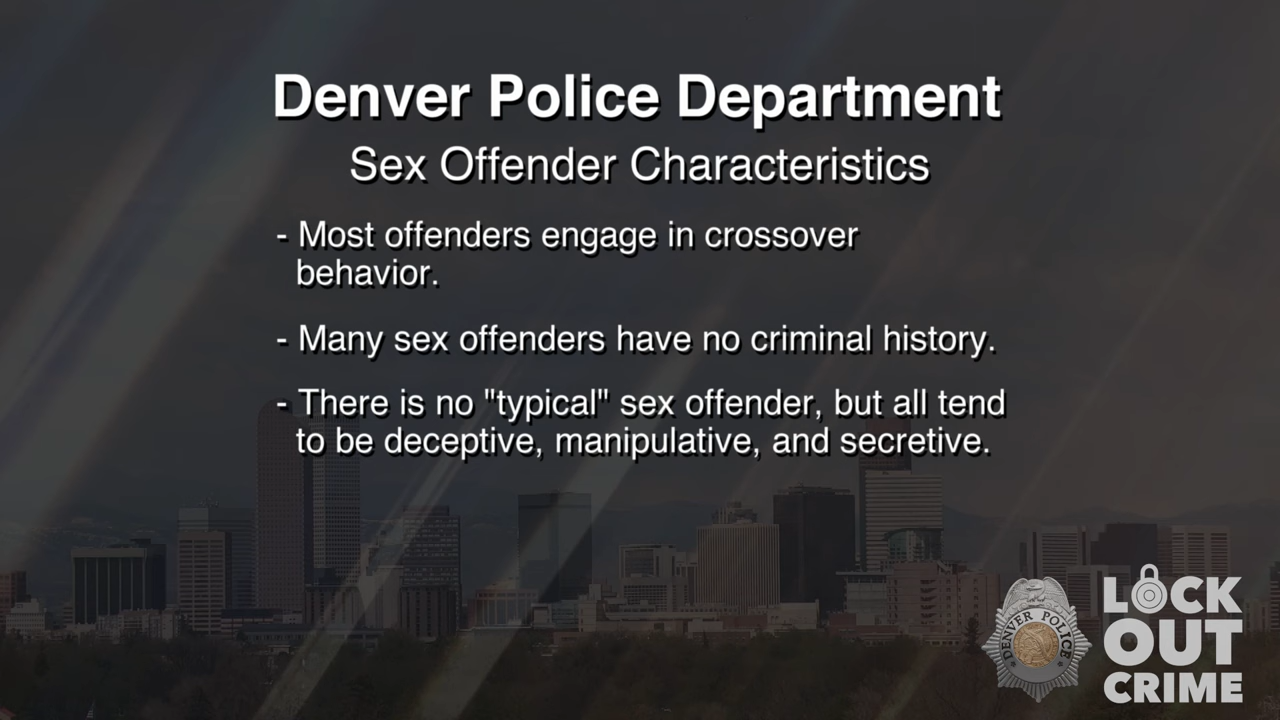 Denver Police Department
Sex Offender Characteristics
- Most offenders engage in crossover
behavior.
- Many sex offenders have no criminal history.
- There is no "typical" sex offender, but all tend
to be deceptive, manipulative, and secretive.
DENVER POLICE
LOCK
OUT
CRIME